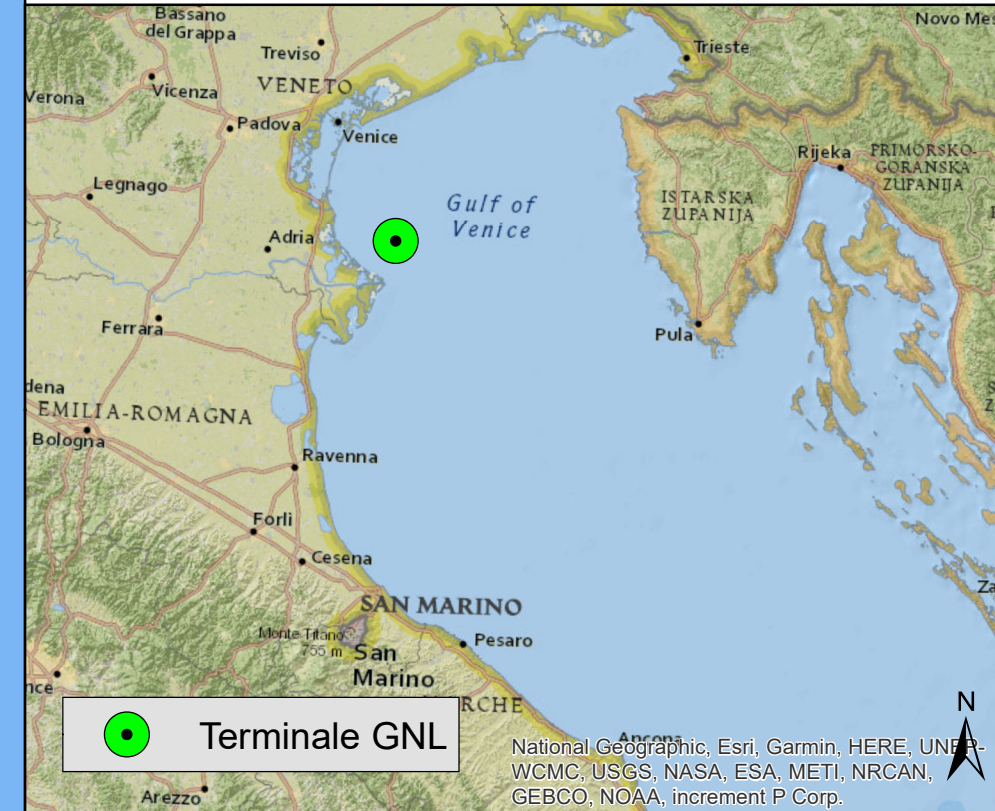 Bassano
del Grappa
Novo Mes
Treviso
Trieste
VENETO
Verona
Vicenza
Padova
Venice
Rijeka
PRIMORSKO-
GORANSKA
ZUPANIJA
Legnago
ISTARSKA
ZUPANIJA
Gulf of
Venice
Adria
Ferrara
Pula
dena
EMILIA-ROMAGNA
Bologna
Ravenna
Forlì
Cesena
Za
SAN MARINO
Monte Titano
755 m
San
Marino
Pesaro
nce
RCHE
Terminale GNL
Ancona
N
National Geographic, Esri, Garmin, HERE, UNEP-
WCMC, USGS, NASA, ESA, METI, NRCAN,
GEBCO, NOAA, increment P Corp.
Arezzo